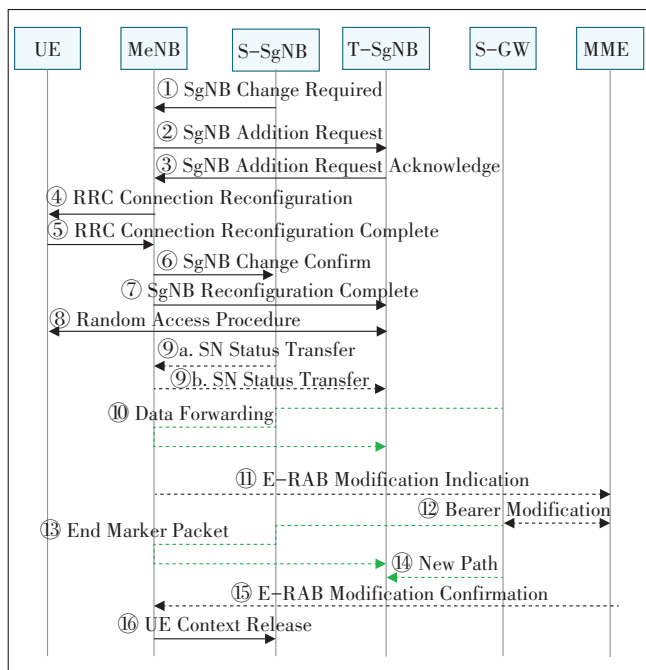 UE MeNB S-SgNB T-SgNB S-GW MME
① SgNB Change Required
② SgNB Addition Request
③ SgNB Addition Request Acknowledge
④ RRC Connection Reconfiguration
⑤ RRC Connection Reconfiguration Complete
⑥ SgNB Change Confirm
⑦ SgNB Reconfiguration Complete
⑧ Random Access Procedure
⑨a. SN Status Transfer
⑨b. SN Status Transfer
⑩ Data Forwarding
⑪ E-RAB Modification Indication
⑫ Bearer Modification
⑬ End Marker Packet
⑭ New Path
⑮ E-RAB Modification Confirmation
⑯ UE Context Release